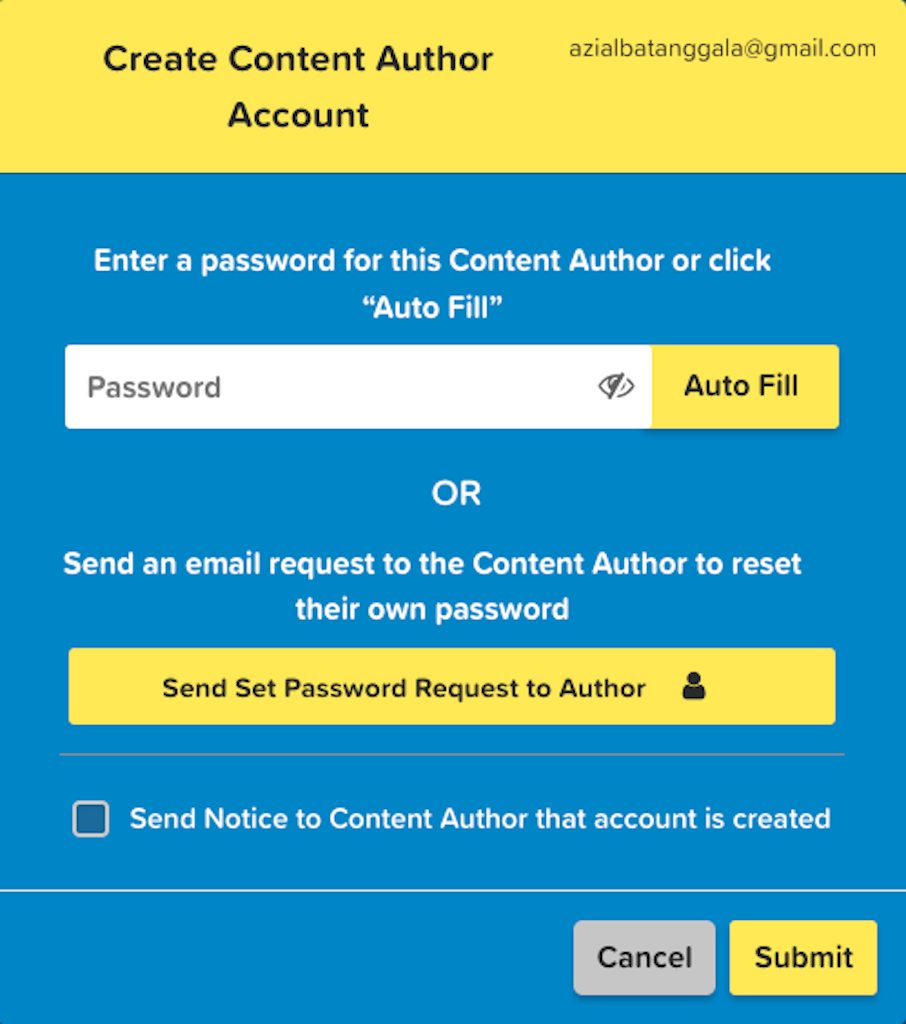 Create Content Author
Account
azialbatanggala@gmail.com
Enter a password for this Content Author or click
“Auto Fill”
Password
Auto Fill
OR
Send an email request to the Content Author to reset
their own password
Send Set Password Request to Author
Send Notice to Content Author that account is created
Cancel
Submit